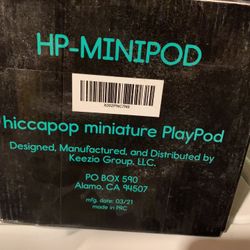 HP-MINIPOD
hiccapop miniature PlayPod
Designed, Manufactured, and Distributed by
Keezio Group, LLC.
PO BOX 590
Alamo, CA 94507
mfg. date: 03/21
made in PRC